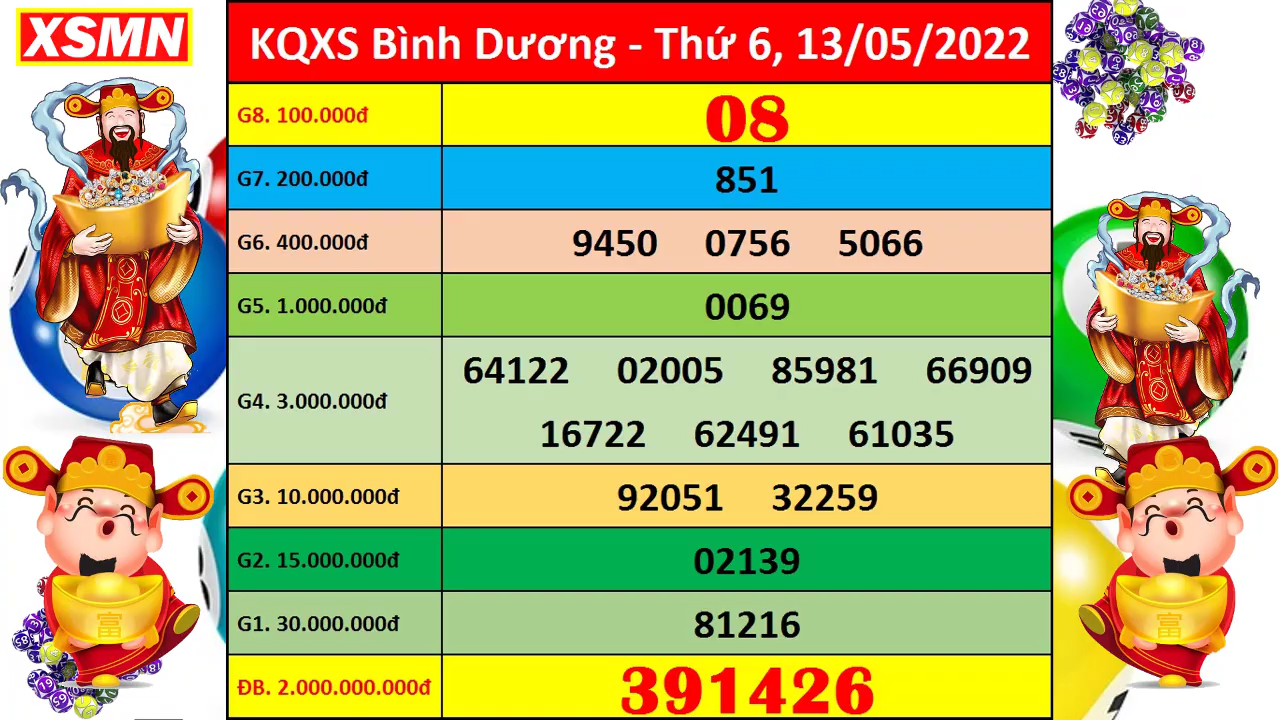 XSMN
KQXS Bình Dương - Thứ 6, 13/05/2022
G8. 100.000đ 08
G7. 200.000đ 851
G6. 400.000đ 9450 0756 5066
G5. 1.000.000đ 0069
G4. 3.000.000đ 64122 02005 85981 66909
16722 62491 61035
G3. 10.000.000đ 92051 32259
G2. 15.000.000đ 02139
G1. 30.000.000đ 81216
ĐB. 2.000.000.000đ 391426
富
富